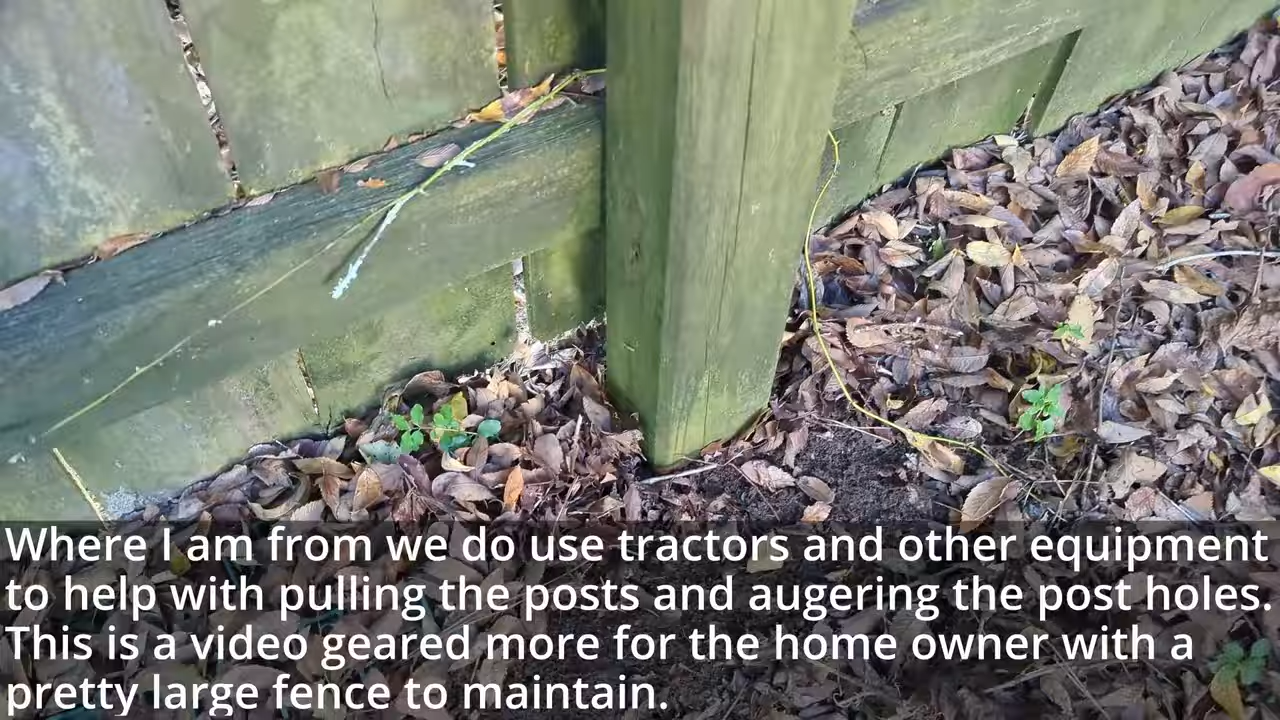 Where I am from we do use tractors and other equipment
to help with pulling the posts and augering the post holes.
This is a video geared more for the home owner with a
pretty large fence to maintain.